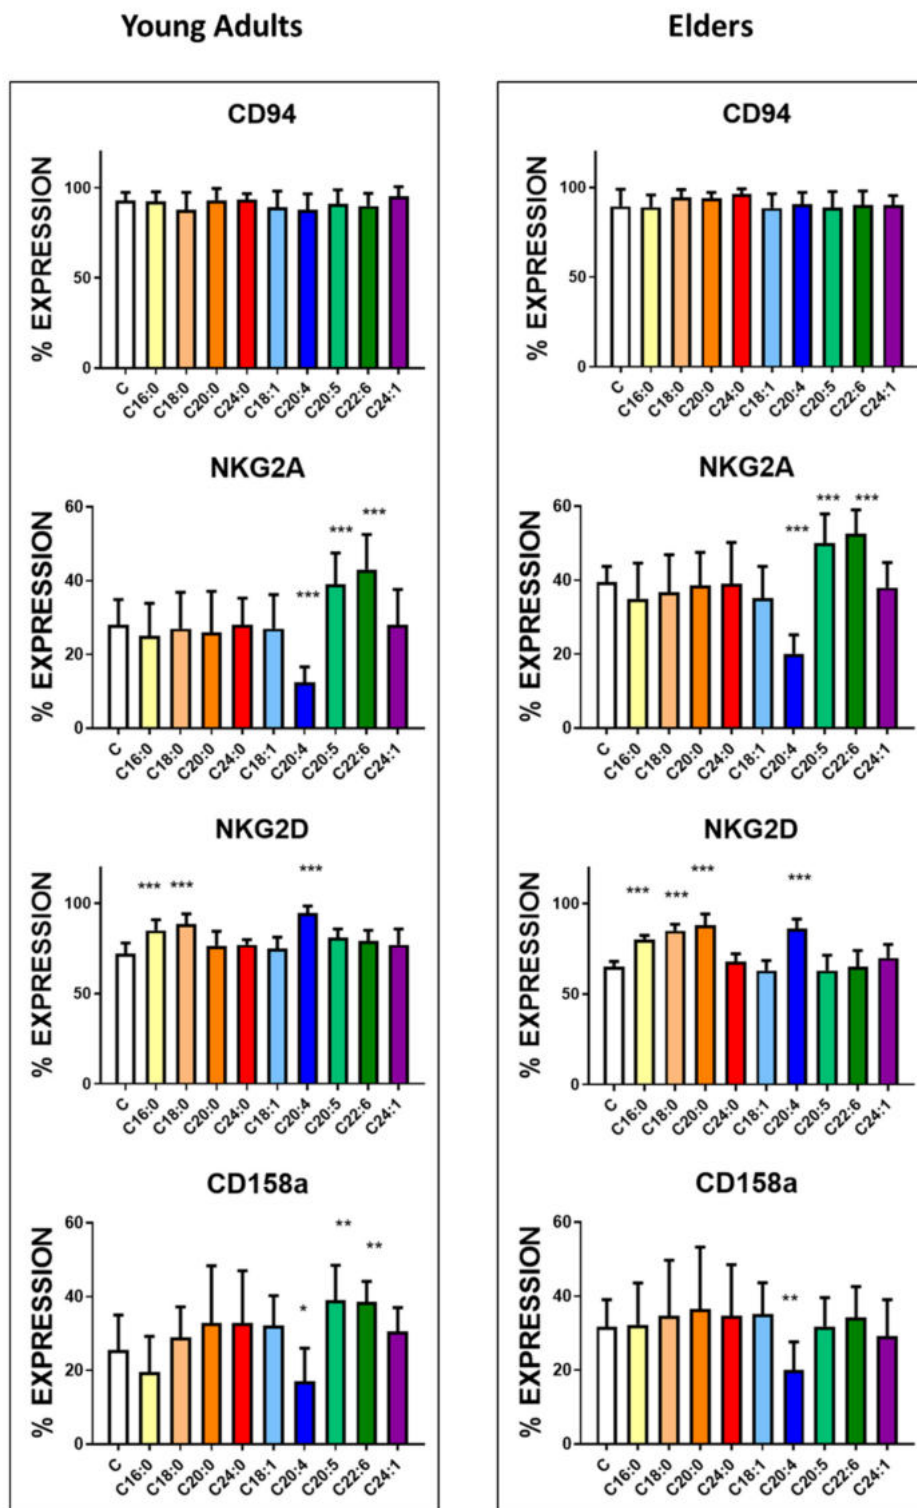 Young Adults
Elders
CD94
% EXPRESSION
100
50
0
C C16:0 C18:0 C20:0 C24:0 C18:1 C20:4 C20:5 C22:6 C24:1
NKG2A
% EXPRESSION
60
40
20
0
*** *** ***
C C16:0 C18:0 C20:0 C24:0 C18:1 C20:4 C20:5 C22:6 C24:1
NKG2D
% EXPRESSION
100
50
0
*** *** ***
C C16:0 C18:0 C20:0 C24:0 C18:1 C20:4 C20:5 C22:6 C24:1
CD158a
% EXPRESSION
60
40
20
0
* ** **
C C16:0 C18:0 C20:0 C24:0 C18:1 C20:4 C20:5 C22:6 C24:1
CD94
% EXPRESSION
100
50
0
C C16:0 C18:0 C20:0 C24:0 C18:1 C20:4 C20:5 C22:6 C24:1
NKG2A
% EXPRESSION
60
40
20
0
*** *** ***
C C16:0 C18:0 C20:0 C24:0 C18:1 C20:4 C20:5 C22:6 C24:1
NKG2D
% EXPRESSION
100
50
0
*** *** *** ***
C C16:0 C18:0 C20:0 C24:0 C18:1 C20:4 C20:5 C22:6 C24:1
CD158a
% EXPRESSION
60
40
20
0
**
C C16:0 C18:0 C20:0 C24:0 C18:1 C20:4 C20:5 C22:6 C24:1